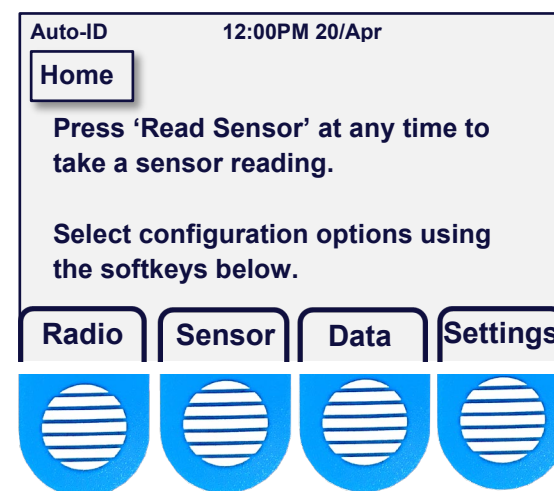 Auto-ID 12:00PM 20/Apr
Home
Press ‘Read Sensor’ at any time to
take a sensor reading.
Select configuration options using
the softkeys below.
Radio Sensor Data Settings